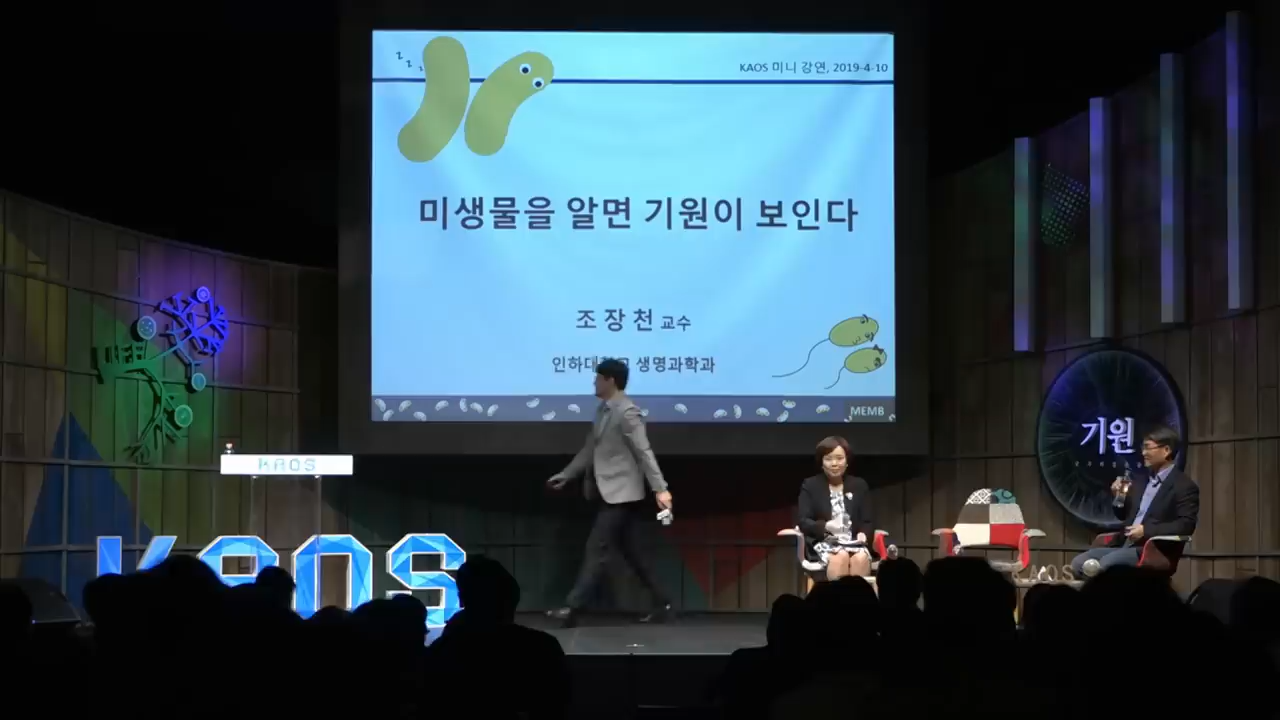 z z z
KAOS 미니 강연, 2019-4-10
미생물을 알면 기원이 보인다
조 장 천 교수
생명과학과
MEMB
기원
KAOS
KAOS
KAOS